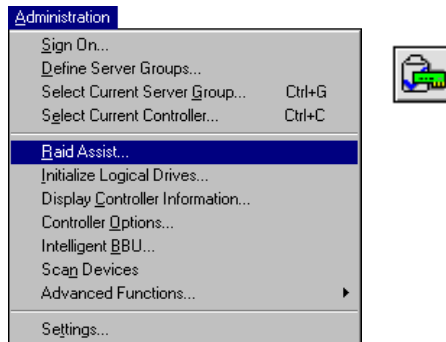 Administration
Sign On...
Define Server Groups...
Select Current Server Group... Ctrl+G
Select Current Controller... Ctrl+C
Raid Assist...
Initialize Logical Drives...
Display Controller Information...
Controller Options...
Intelligent BBU...
Scan Devices
Advanced Functions...
Settings...